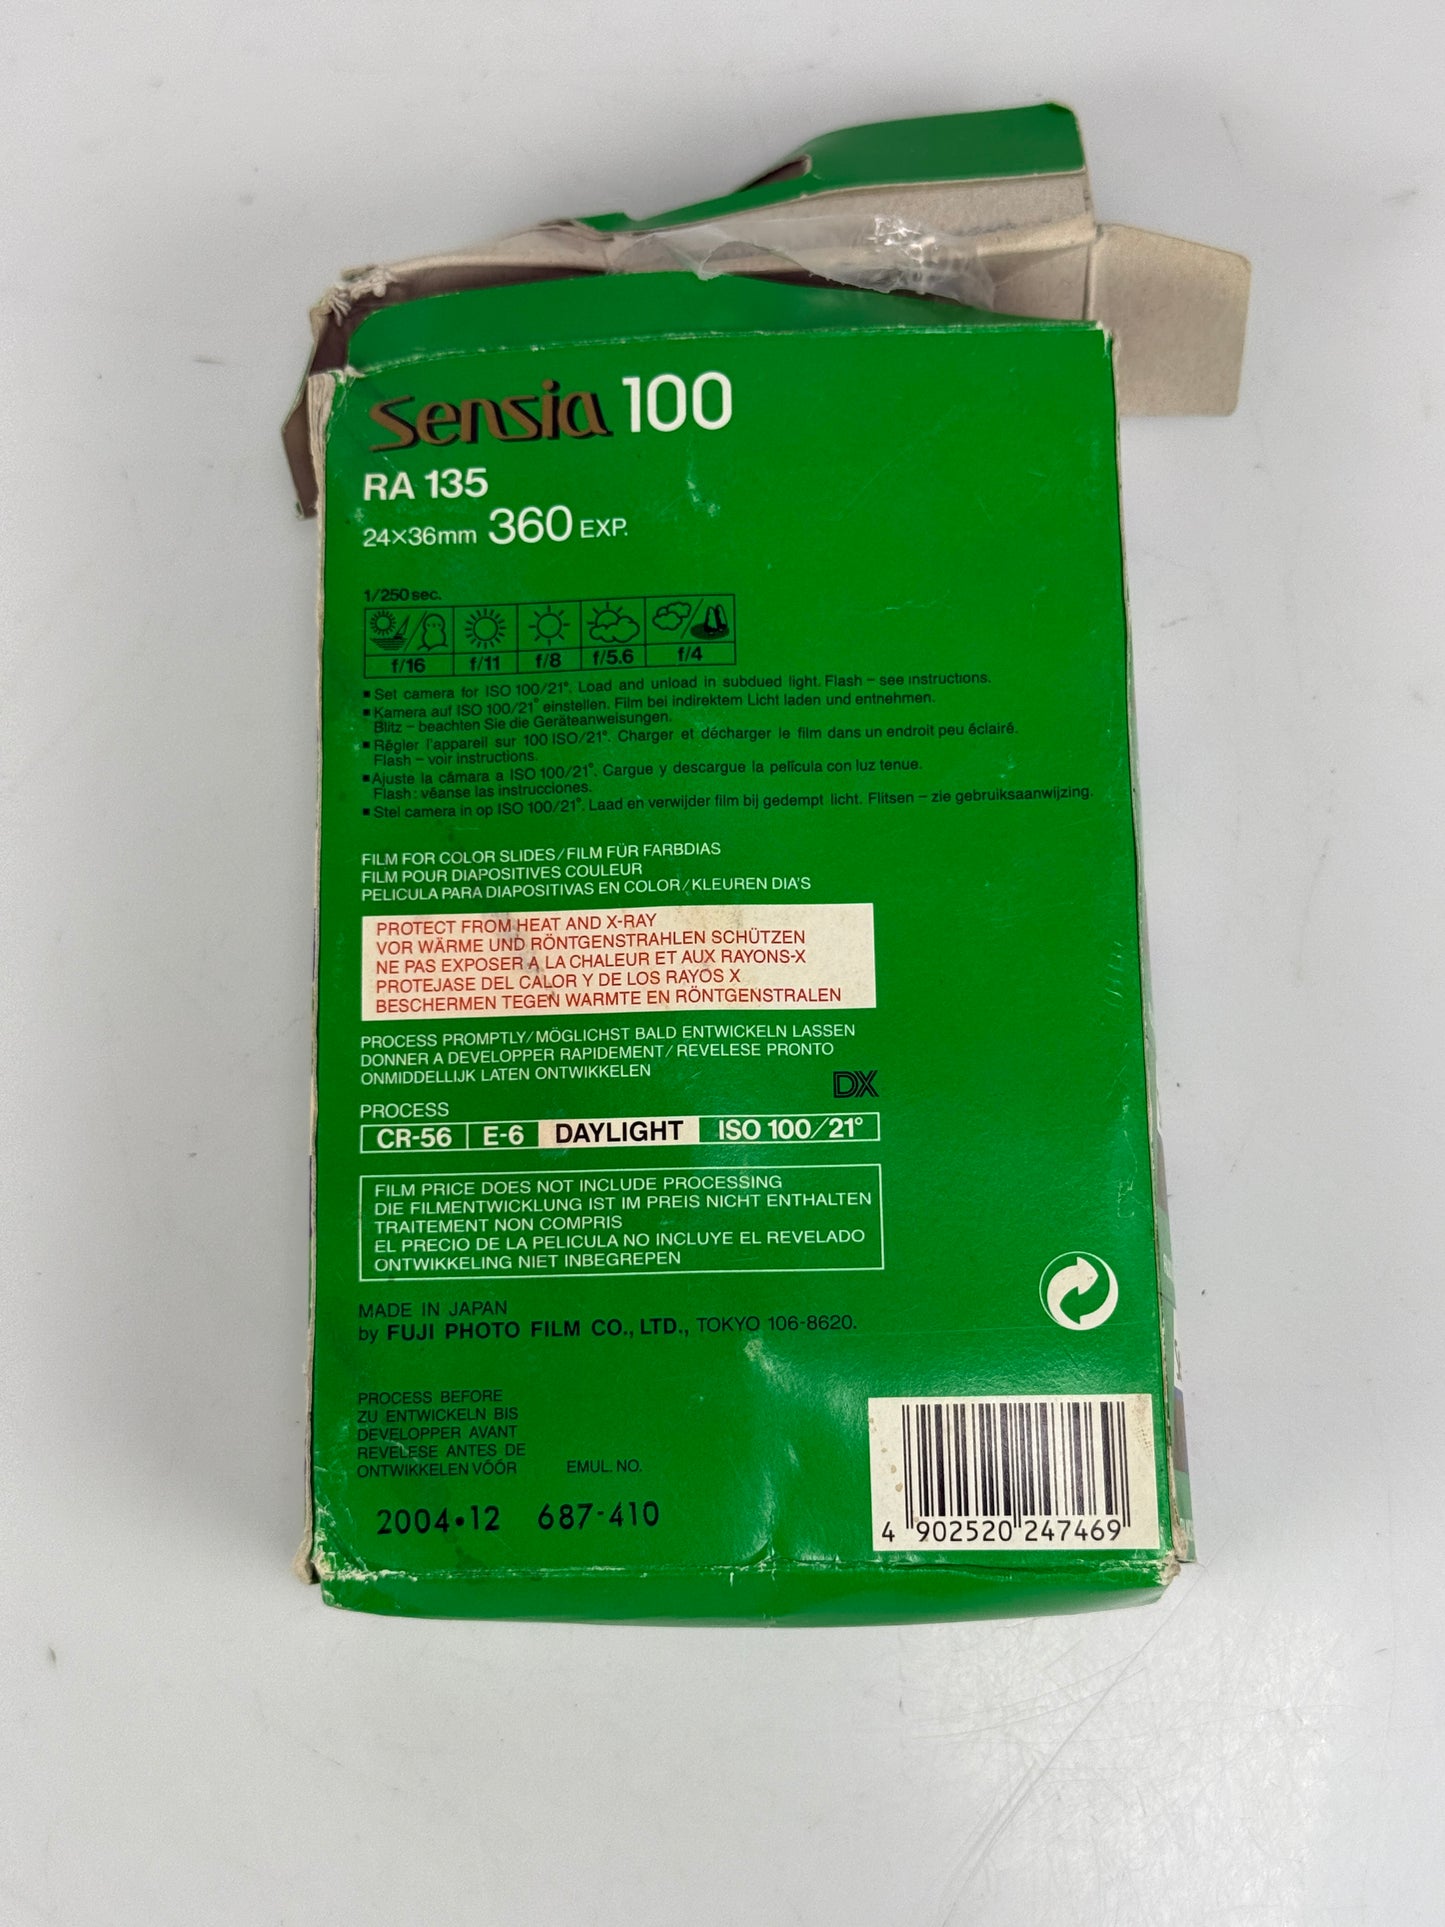 Sensia 100
RA 135
24×36mm 360 EXP.
1/250 sec.
f/16 f/11 f/8 f/5.6 f/4
■ Set camera for ISO 100/21°. Load and unload in subdued light. Flash – see instructions.
■ Kamera auf ISO 100/21° einstellen. Film bei indirektem Licht laden und entnehmen.
Blitz – beachten Sie die Geräteanweisungen.
■ Régler l'appareil sur 100 ISO/21°. Charger et décharger le film dans un endroit peu éclairé.
Flash – voir instructions.
■ Ajuste la cámara a ISO 100/21°. Cargue y descargue la película con luz tenue.
Flash: véanse las instrucciones.
■ Stel camera in op ISO 100/21°. Laad en verwijder film bij gedempt licht. Flitsen – zie gebruiksaanwijzing.
FILM FOR COLOR SLIDES/FILM FÜR FARBDIAS
FILM POUR DIAPOSITIVES COULEUR
PELICULA PARA DIAPOSITIVAS EN COLOR/KLEUREN DIA'S
PROTECT FROM HEAT AND X-RAY
VOR WÄRME UND RÖNTGENSTRAHLEN SCHÜTZEN
NE PAS EXPOSER A LA CHALEUR ET AUX RAYONS-X
PROTEJASE DEL CALOR Y DE LOS RAYOS X
BESCHERMEN TEGEN WARMTE EN RÖNTGENSTRALEN
PROCESS PROMPTLY/MÖGLICHST BALD ENTWICKELN LASSEN
DONNER A DEVELOPPER RAPIDEMENT/REVELESE PRONTO
ONMIDDELLIJK LATEN ONTWIKKELEN
DX
PROCESS
CR-56 E-6 DAYLIGHT ISO 100/21°
FILM PRICE DOES NOT INCLUDE PROCESSING
DIE FILMENTWICKLUNG IST IM PREIS NICHT ENTHALTEN
TRAITEMENT NON COMPRIS
EL PRECIO DE LA PELICULA NO INCLUYE EL REVELADO
ONTWIKKELING NIET INBEGREPEN
MADE IN JAPAN
by FUJI PHOTO FILM CO., LTD., TOKYO 106-8620.
PROCESS BEFORE
ZU ENTWICKELN BIS
DEVELOPPER AVANT
REVELESE ANTES DE
ONTWIKKELEN VÓÓR EMUL. NO.
2004•12 687-410
4 902520 247469